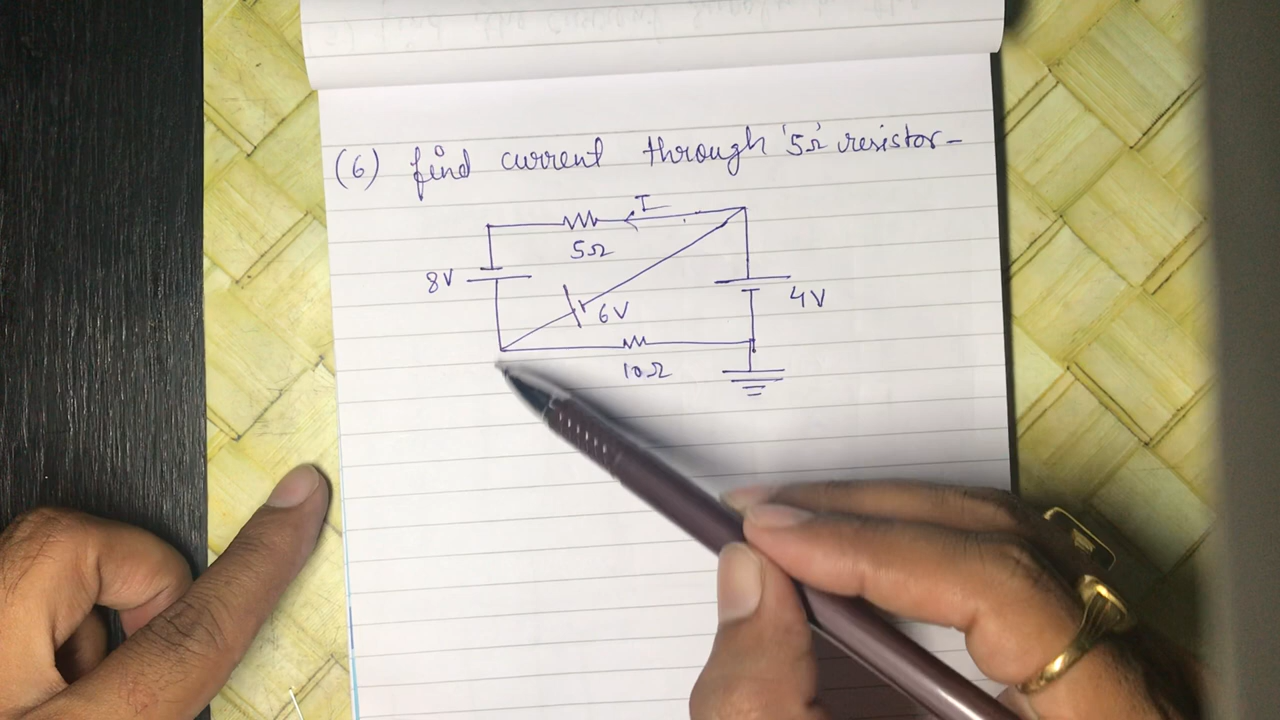 (6) find current through '5Ω' resistor-
I
5Ω
8V
6V
4V
10Ω